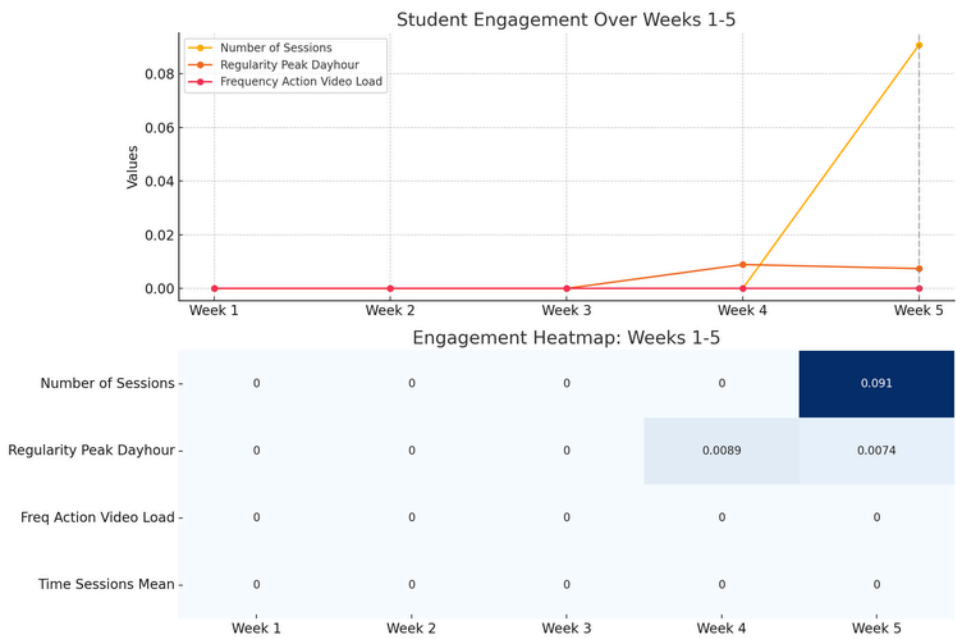 Student Engagement Over Weeks 1-5
Number of Sessions
Regularity Peak Dayhour
Frequency Action Video Load
Values
0.08
0.06
0.04
0.02
0.00
Week 1 Week 2 Week 3 Week 4 Week 5
Engagement Heatmap: Weeks 1-5
Number of Sessions 0 0 0 0 0.091
Regularity Peak Dayhour 0 0 0 0.0089 0.0074
Freq Action Video Load 0 0 0 0 0
Time Sessions Mean 0 0 0 0 0
Week 1 Week 2 Week 3 Week 4 Week 5